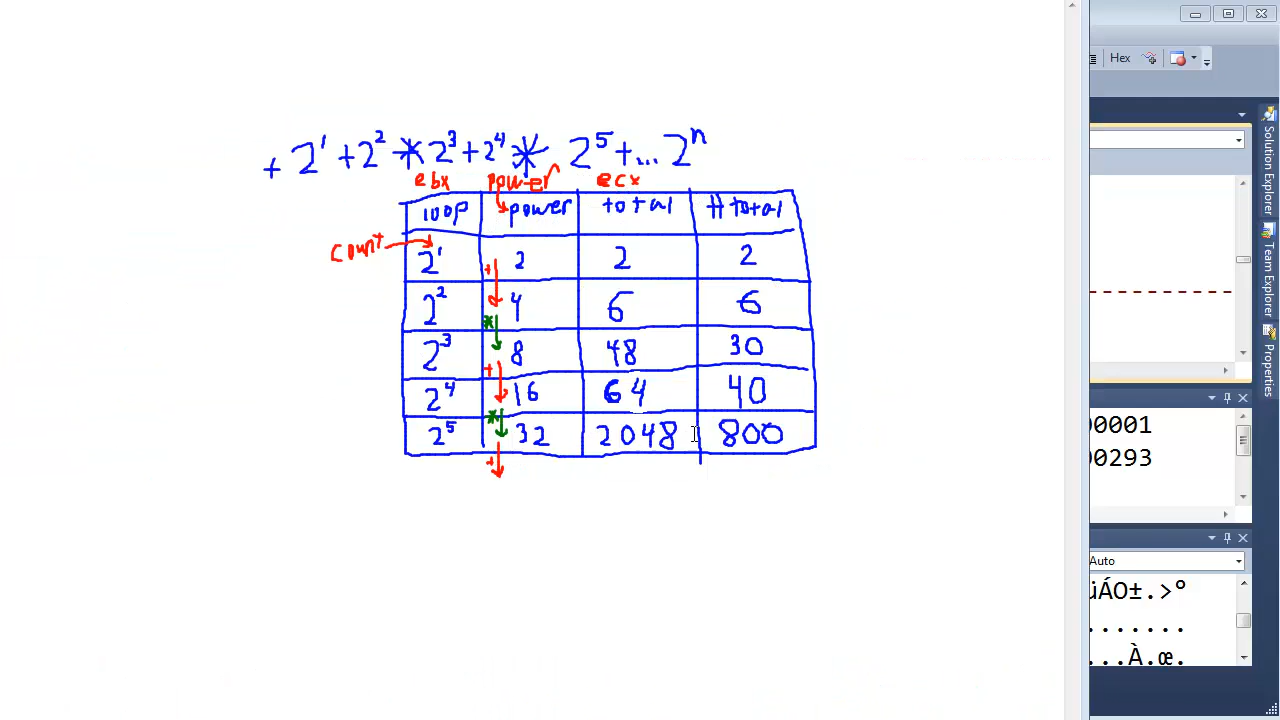 Hex
+ 2¹ + 2² * 2³ + 2⁴ * 2⁵ + ... 2ⁿ
ebx power ecx
loop power total H total
count
2¹ + 2 2 2
2² * 4 6 6
2³ + 8 48 30
2⁴ * 16 64 40
2⁵ + 32 2048 800
Solution Explorer
Team Explorer
Properties
00001
00293
Auto
üÁO±.>°
.......
...À.œ.